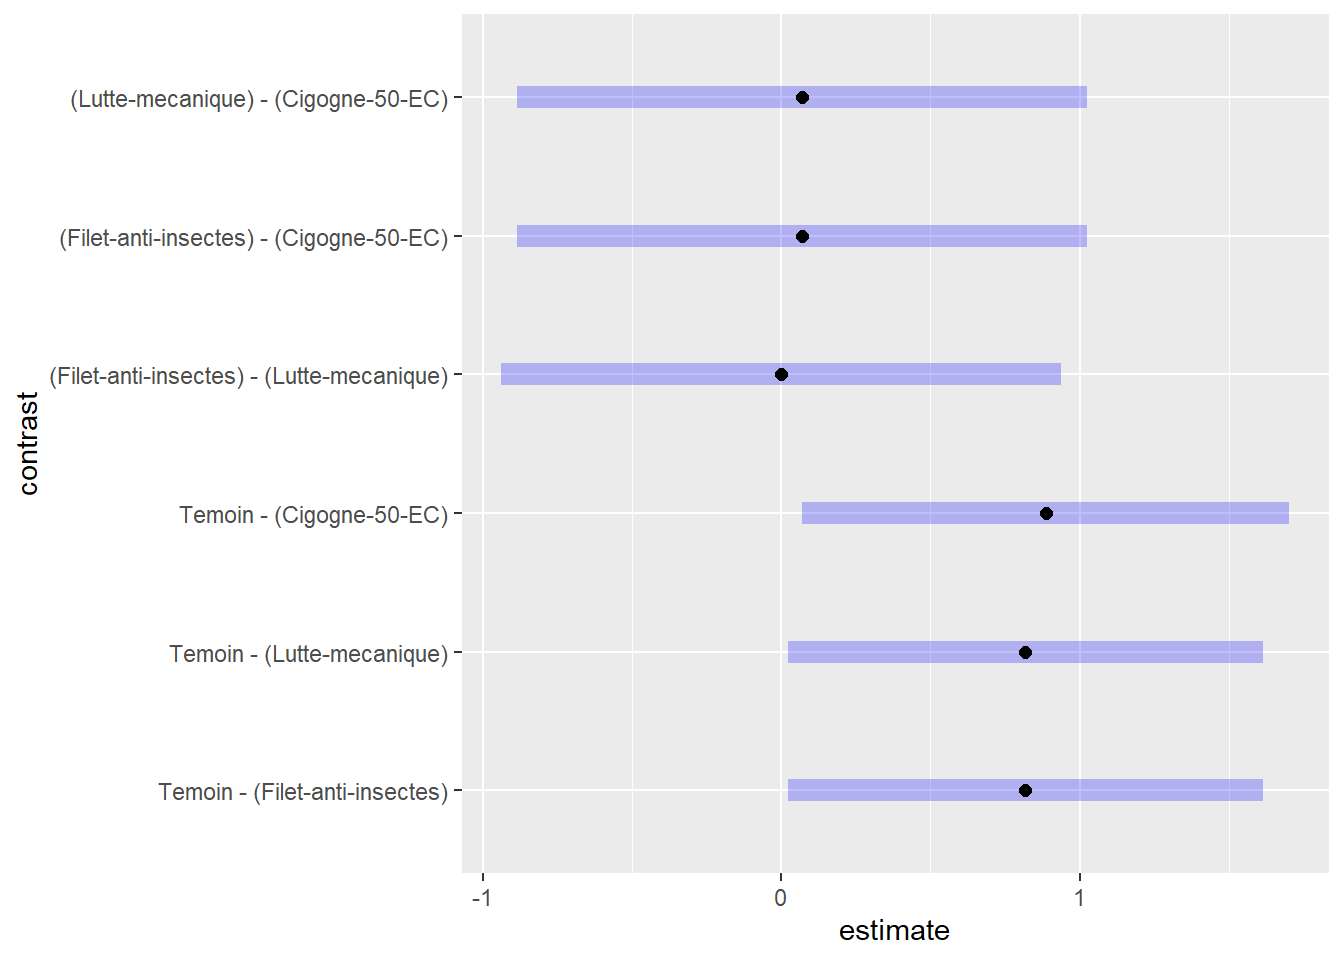 (Lutte-mecanique) - (Cigogne-50-EC)
(Filet-anti-insectes) - (Cigogne-50-EC)
(Filet-anti-insectes) - (Lutte-mecanique)
Temoin - (Cigogne-50-EC)
Temoin - (Lutte-mecanique)
Temoin - (Filet-anti-insectes)
contrast
-1 0 1
estimate